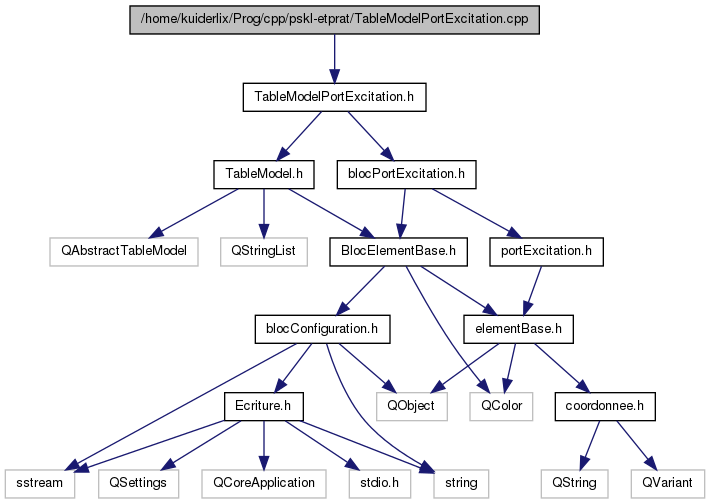 /home/kuiderlix/Prog/cpp/pskl-etprat/TableModelPortExcitation.cpp
TableModelPortExcitation.h
TableModel.h
blocPortExcitation.h
QAbstractTableModel
QStringList
BlocElementBase.h
portExcitation.h
blocConfiguration.h
elementBase.h
Ecriture.h
QObject
QColor
coordonnee.h
sstream
QSettings
QCoreApplication
stdio.h
string
QString
QVariant